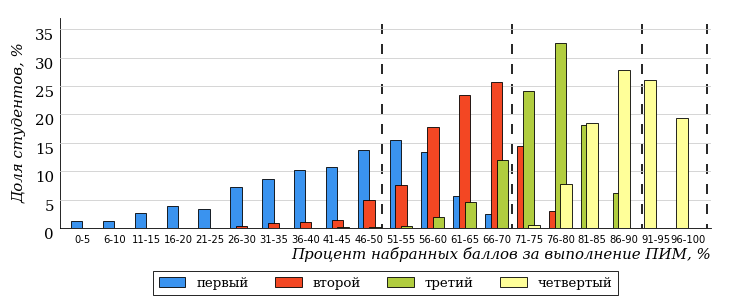 Доля студентов, %
35
30
25
20
15
10
5
0
0-5 6-10 11-15 16-20 21-25 26-30 31-35 36-40 41-45 46-50 51-55 56-60 61-65 66-70 71-75 76-80 81-85 86-90 91-95 96-100
Процент набранных баллов за выполнение ПИМ, %
первый второй третий четвертый